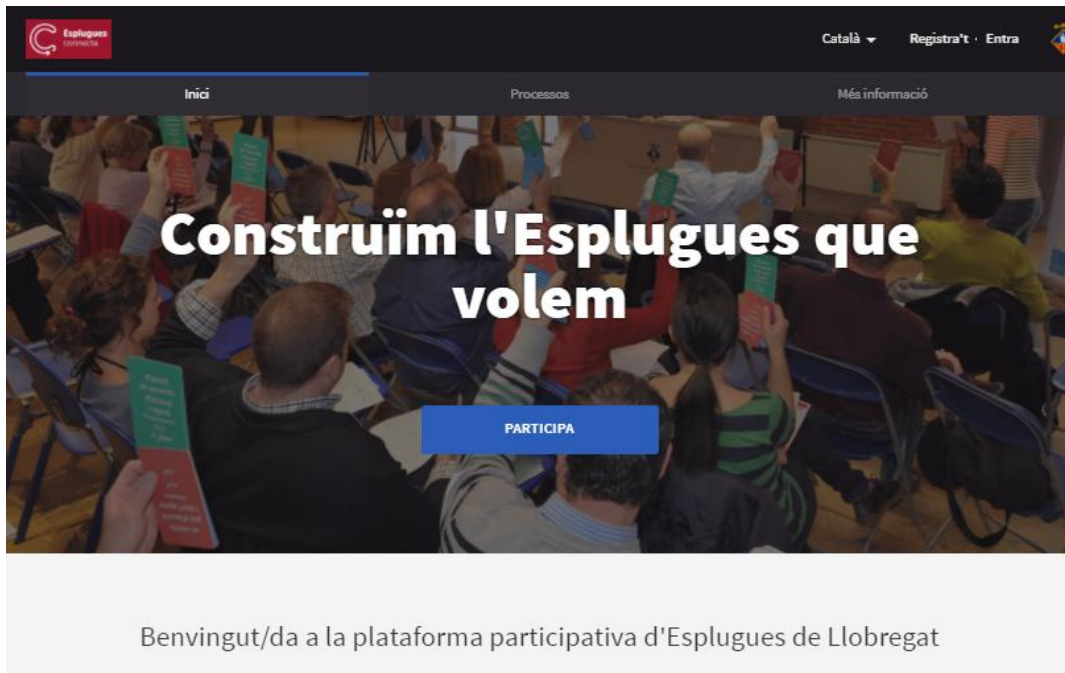 Esplugues
connecta
Català
Registra't · Entra
Inici
Processos
Més informació
Construïm l'Esplugues que
volem
PARTICIPA
Benvingut/da a la plataforma participativa d'Esplugues de Llobregat